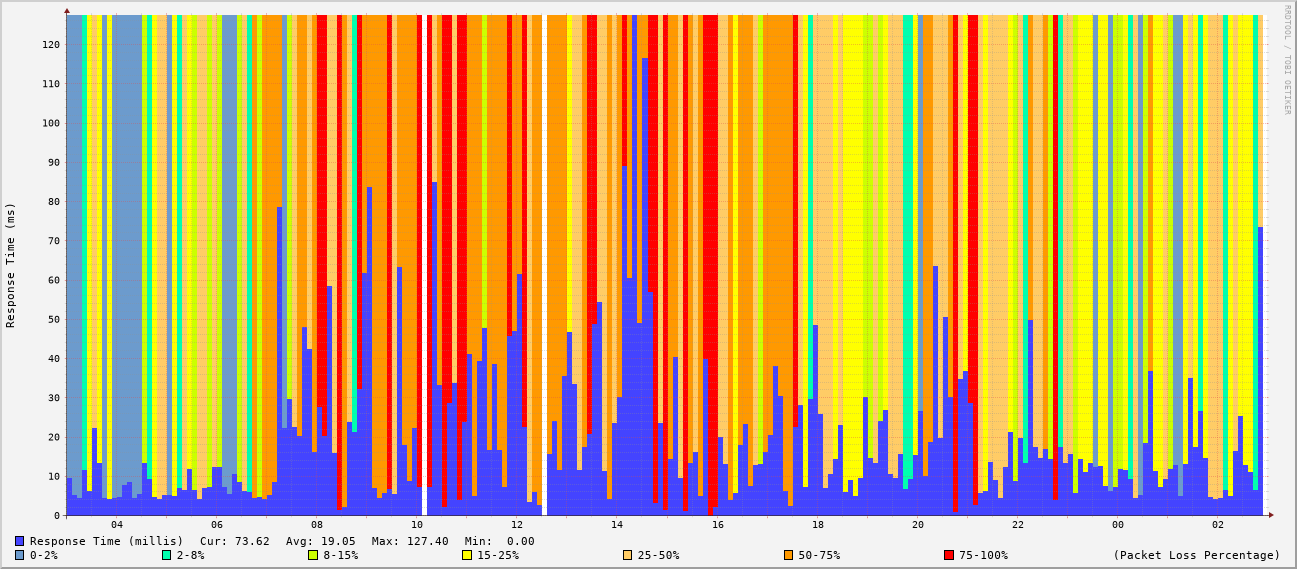 RRDTOOL / TOBI OETIKER
Response Time (ms)
120
110
100
90
80
70
60
50
40
30
20
10
0
04 06 08 10 12 14 16 18 20 22 00 02
Response Time (millis) Cur: 73.62 Avg: 19.05 Max: 127.40 Min: 0.00
0-2% 2-8% 8-15% 15-25% 25-50% 50-75% 75-100% (Packet Loss Percentage)